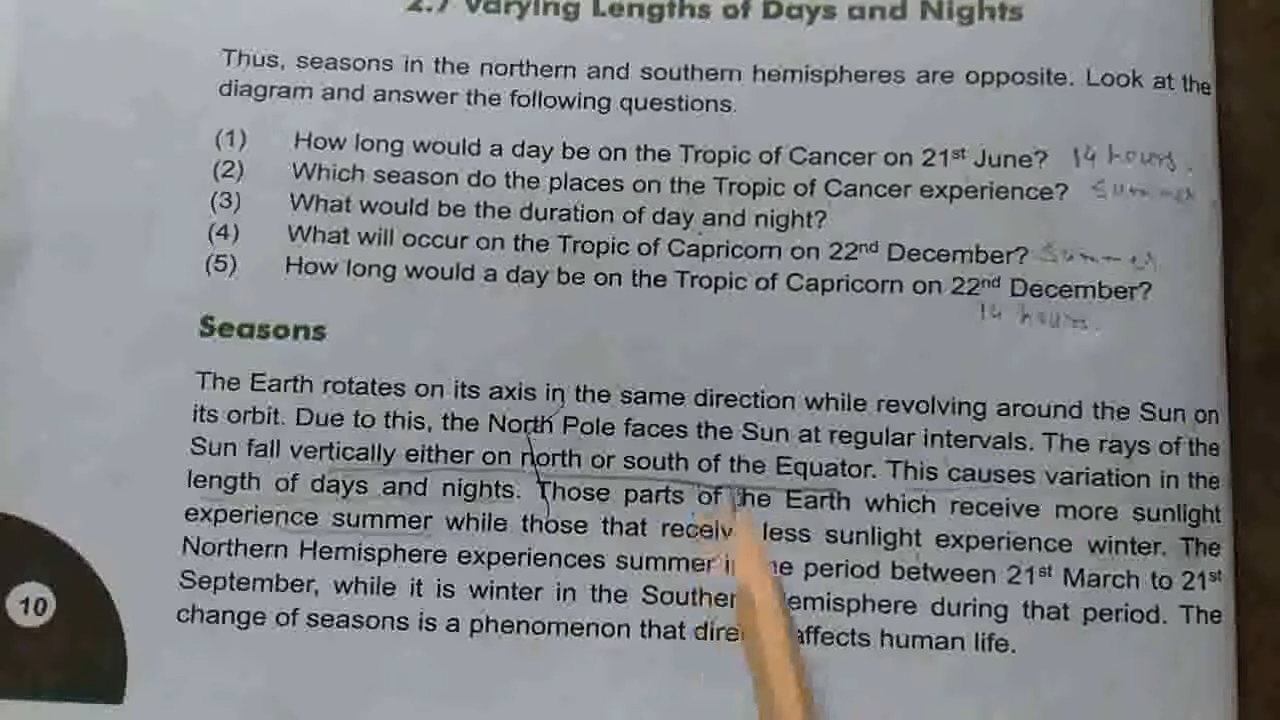 2.7 Varying Lengths of Days and Nights
Thus, seasons in the northern and southern hemispheres are opposite. Look at the
diagram and answer the following questions.
(1) How long would a day be on the Tropic of Cancer on 21st June? 14 hours.
(2) Which season do the places on the Tropic of Cancer experience? Summer
(3) What would be the duration of day and night?
(4) What will occur on the Tropic of Capricorn on 22nd December? Summer
(5) How long would a day be on the Tropic of Capricorn on 22nd December?
14 hours.
Seasons
The Earth rotates on its axis in the same direction while revolving around the Sun on
its orbit. Due to this, the North Pole faces the Sun at regular intervals. The rays of the
Sun fall vertically either on north or south of the Equator. This causes variation in the
length of days and nights. Those parts of the Earth which receive more sunlight
experience summer while those that receiv less sunlight experience winter. The
Northern Hemisphere experiences summer i he period between 21st March to 21st
September, while it is winter in the Souther emisphere during that period. The
change of seasons is a phenomenon that dire affects human life.
10